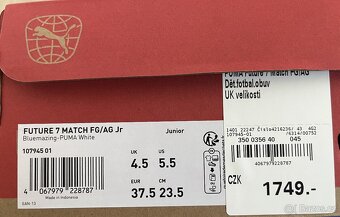 FUTURE 7 MATCH FG/AG Jr
Bluemazing-PUMA White
107945 01
Junior
UK
US
4.5
5.5
EUR
CM
37.5
23.5
4 067979 228787
Made in Indonesia
PUMA Future 7 Match FG/AG
Dět.fotbal.obuv
UK velikosti
107945-01
350 0356 40 045
4067979228787
CZK
1749.-